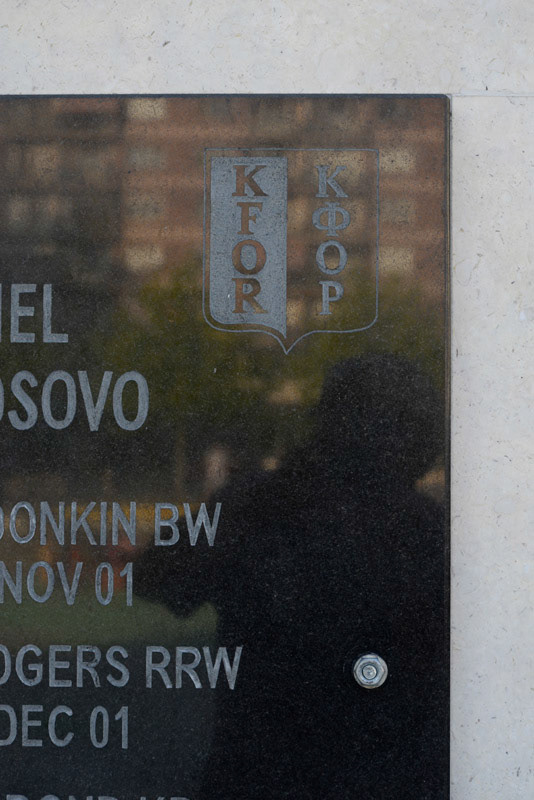 KFOR КФОР
NEL
OSOVO
DONKIN BW
NOV 01
OGERS RRW
DEC 01